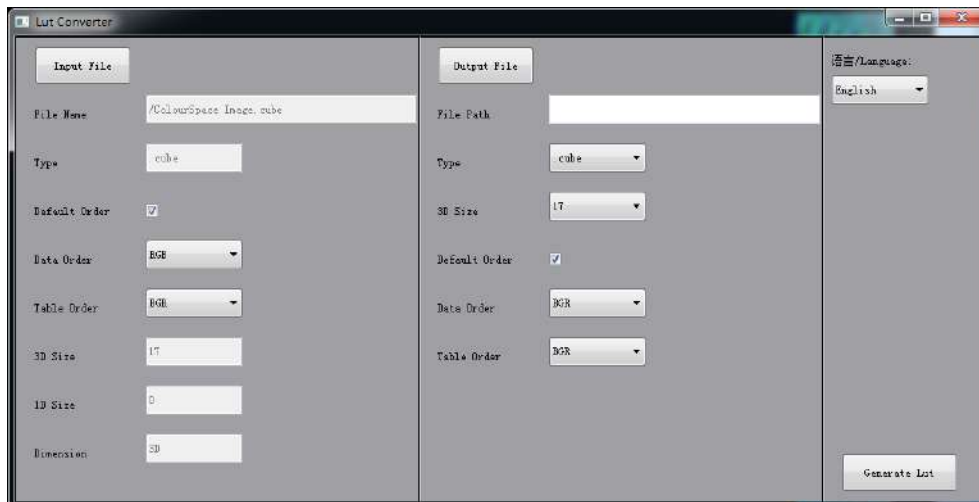 Lut Converter
Input File
File Name
/ColourSpace Image.cube
Type
.cube
Default Order
Data Order
RGB
Table Order
BGR
3D Size
17
1D Size
0
Dimension
3D
Output File
File Path
Type
.cube
3D Size
17
Default Order
Data Order
BGR
Table Order
BGR
语言/Language:
English
Generate Lut